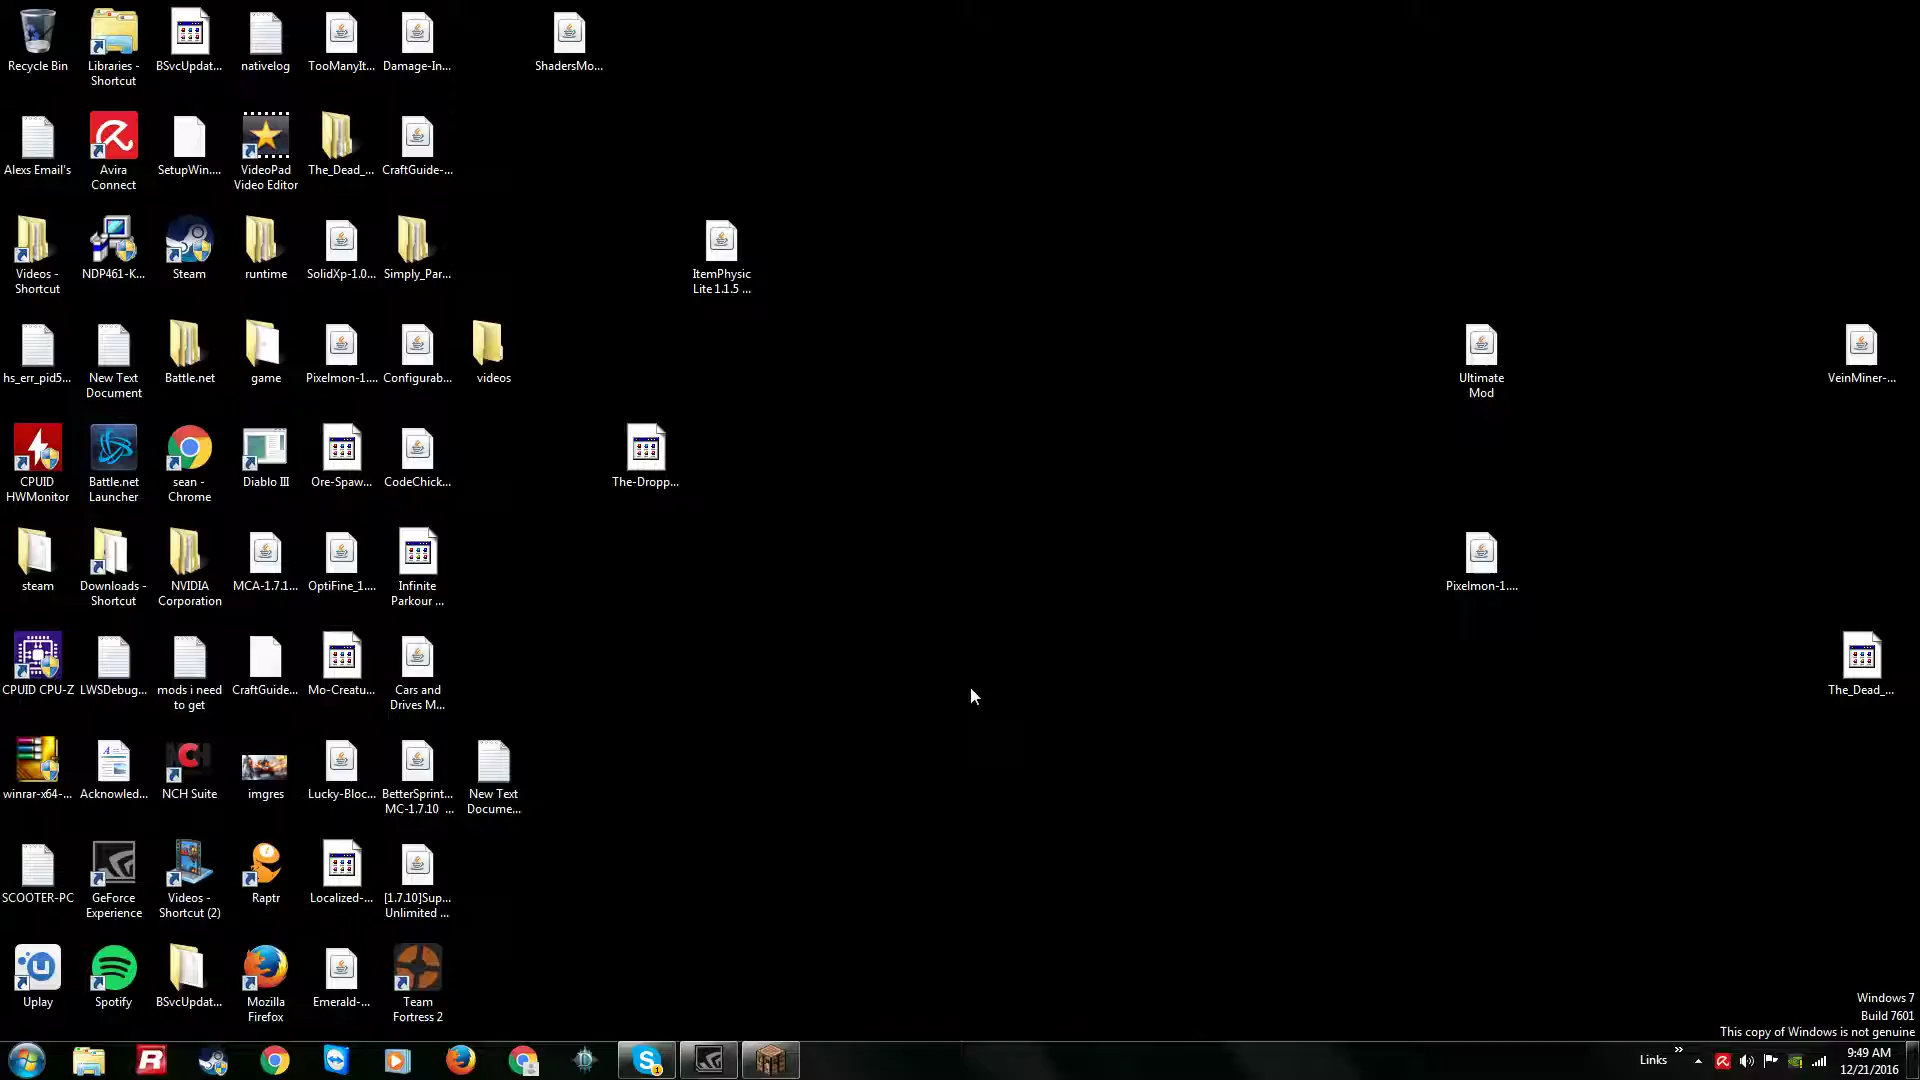 Recycle Bin
Libraries -
Shortcut
BSvcUpdat...
nativelog
TooManyIt...
Damage-In...
ShadersMo...
Alexs Email's
Avira
Connect
SetupWin....
VideoPad
Video Editor
The_Dead_...
CraftGuide-...
Videos -
Shortcut
NDP461-K...
Steam
runtime
SolidXp-1.0...
Simply_Par...
ItemPhysic
Lite 1.1.5 ...
hs_err_pid5...
New Text
Document
Battle.net
game
Pixelmon-1....
Configurab...
videos
Ultimate
Mod
VeinMiner-...
CPUID
HWMonitor
Battle.net
Launcher
sean -
Chrome
Diablo III
Ore-Spaw...
CodeChick...
The-Dropp...
steam
Downloads -
Shortcut
NVIDIA
Corporation
MCA-1.7.1...
OptiFine_1....
Infinite
Parkour ...
Pixelmon-1....
CPUID CPU-Z
LWSDebug...
mods i need
to get
CraftGuide...
Mo-Creatu...
Cars and
Drives M...
The_Dead_...
winrar-x64-...
Acknowled...
NCH
NCH Suite
imgres
Lucky-Bloc...
BetterSprint...
MC-1.7.10 ...
New Text
Docume...
SCOOTER-PC
GeForce
Experience
Videos -
Shortcut (2)
Raptr
Localized-...
[1.7.10]Sup...
Unlimited ...
Uplay
Spotify
BSvcUpdat...
Mozilla
Firefox
Emerald-...
Team
Fortress 2
Windows 7
Build 7601
This copy of Windows is not genuine
Links
9:49 AM
12/21/2016